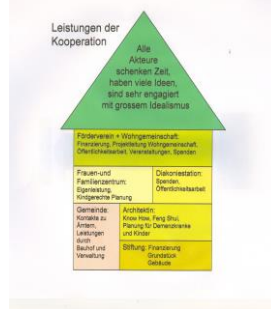 Leistungen der
Kooperation
Alle
Akteure
schenken Zeit,
haben viele Ideen,
sind sehr engagiert
mit grossem Idealismus
Förderverein + Wohngemeinschaft:
Finanzierung, Projektleitung Wohngemeinschaft,
Öffentlichkeitsarbeit, Veranstaltungen, Spenden
Frauen-und
Familienzentrum:
Eigenleistung,
Kindgerechte Planung
Diakoniestation:
Spenden,
Öffentlichkeitsarbeit
Gemeinde:
Kontakte zu
Ämtern,
Leistungen
durch
Bauhof und
Verwaltung
Architektin:
Know How, Feng Shui,
Planung für Demenzkranke
und Kinder
Stiftung: Finanzierung
Grundstück
Gebäude